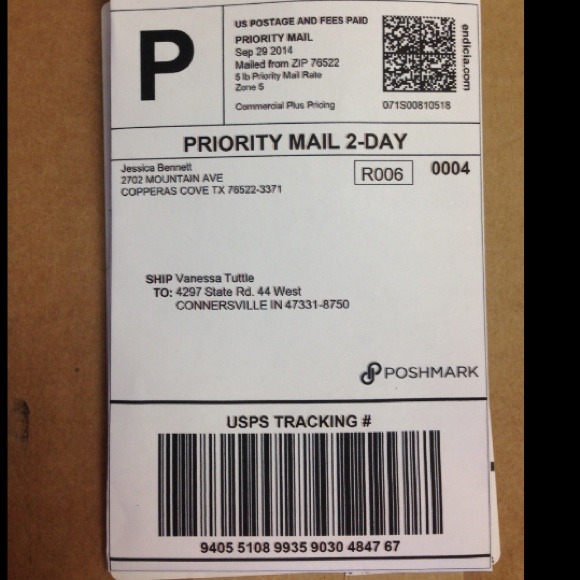 P
US POSTAGE AND FEES PAID
PRIORITY MAIL
Sep 29 2014
Mailed from ZIP 76522
5 lb Priority Mail Rate
Zone 5
Commercial Plus Pricing
endicia.com
071S00810518
PRIORITY MAIL 2-DAY
Jessica Bennett
2702 MOUNTAIN AVE
COPPERAS COVE TX 76522-3371
R006
0004
SHIP Vanessa Tuttle
TO: 4297 State Rd. 44 West
CONNERSVILLE IN 47331-8750
POSHMARK
USPS TRACKING #
9405 5108 9935 9030 4847 67